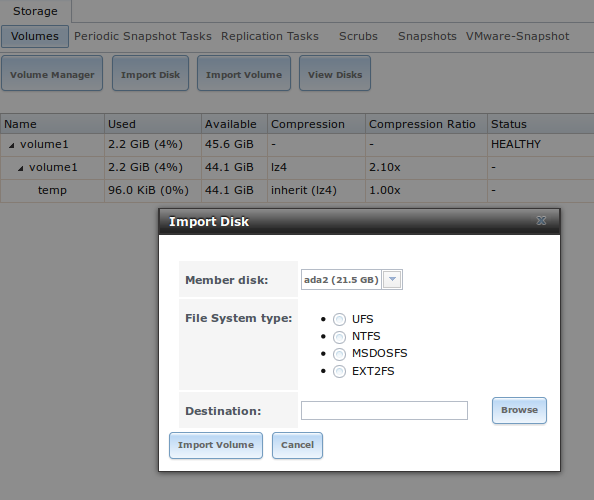 Storage
Volumes Periodic Snapshot Tasks Replication Tasks Scrubs Snapshots VMware-Snapshot
Volume Manager Import Disk Import Volume View Disks
Name Used Available Compression Compression Ratio Status
volume1 2.2 GiB (4%) 45.6 GiB - - HEALTHY
volume1 2.2 GiB (4%) 44.1 GiB lz4 2.10x -
temp 96.0 KiB (0%) 44.1 GiB inherit (lz4) 1.00x -
Import Disk X
Member disk: ada2 (21.5 GB)
File System type: • UFS
• NTFS
• MSDOSFS
• EXT2FS
Destination: Browse
Import Volume Cancel